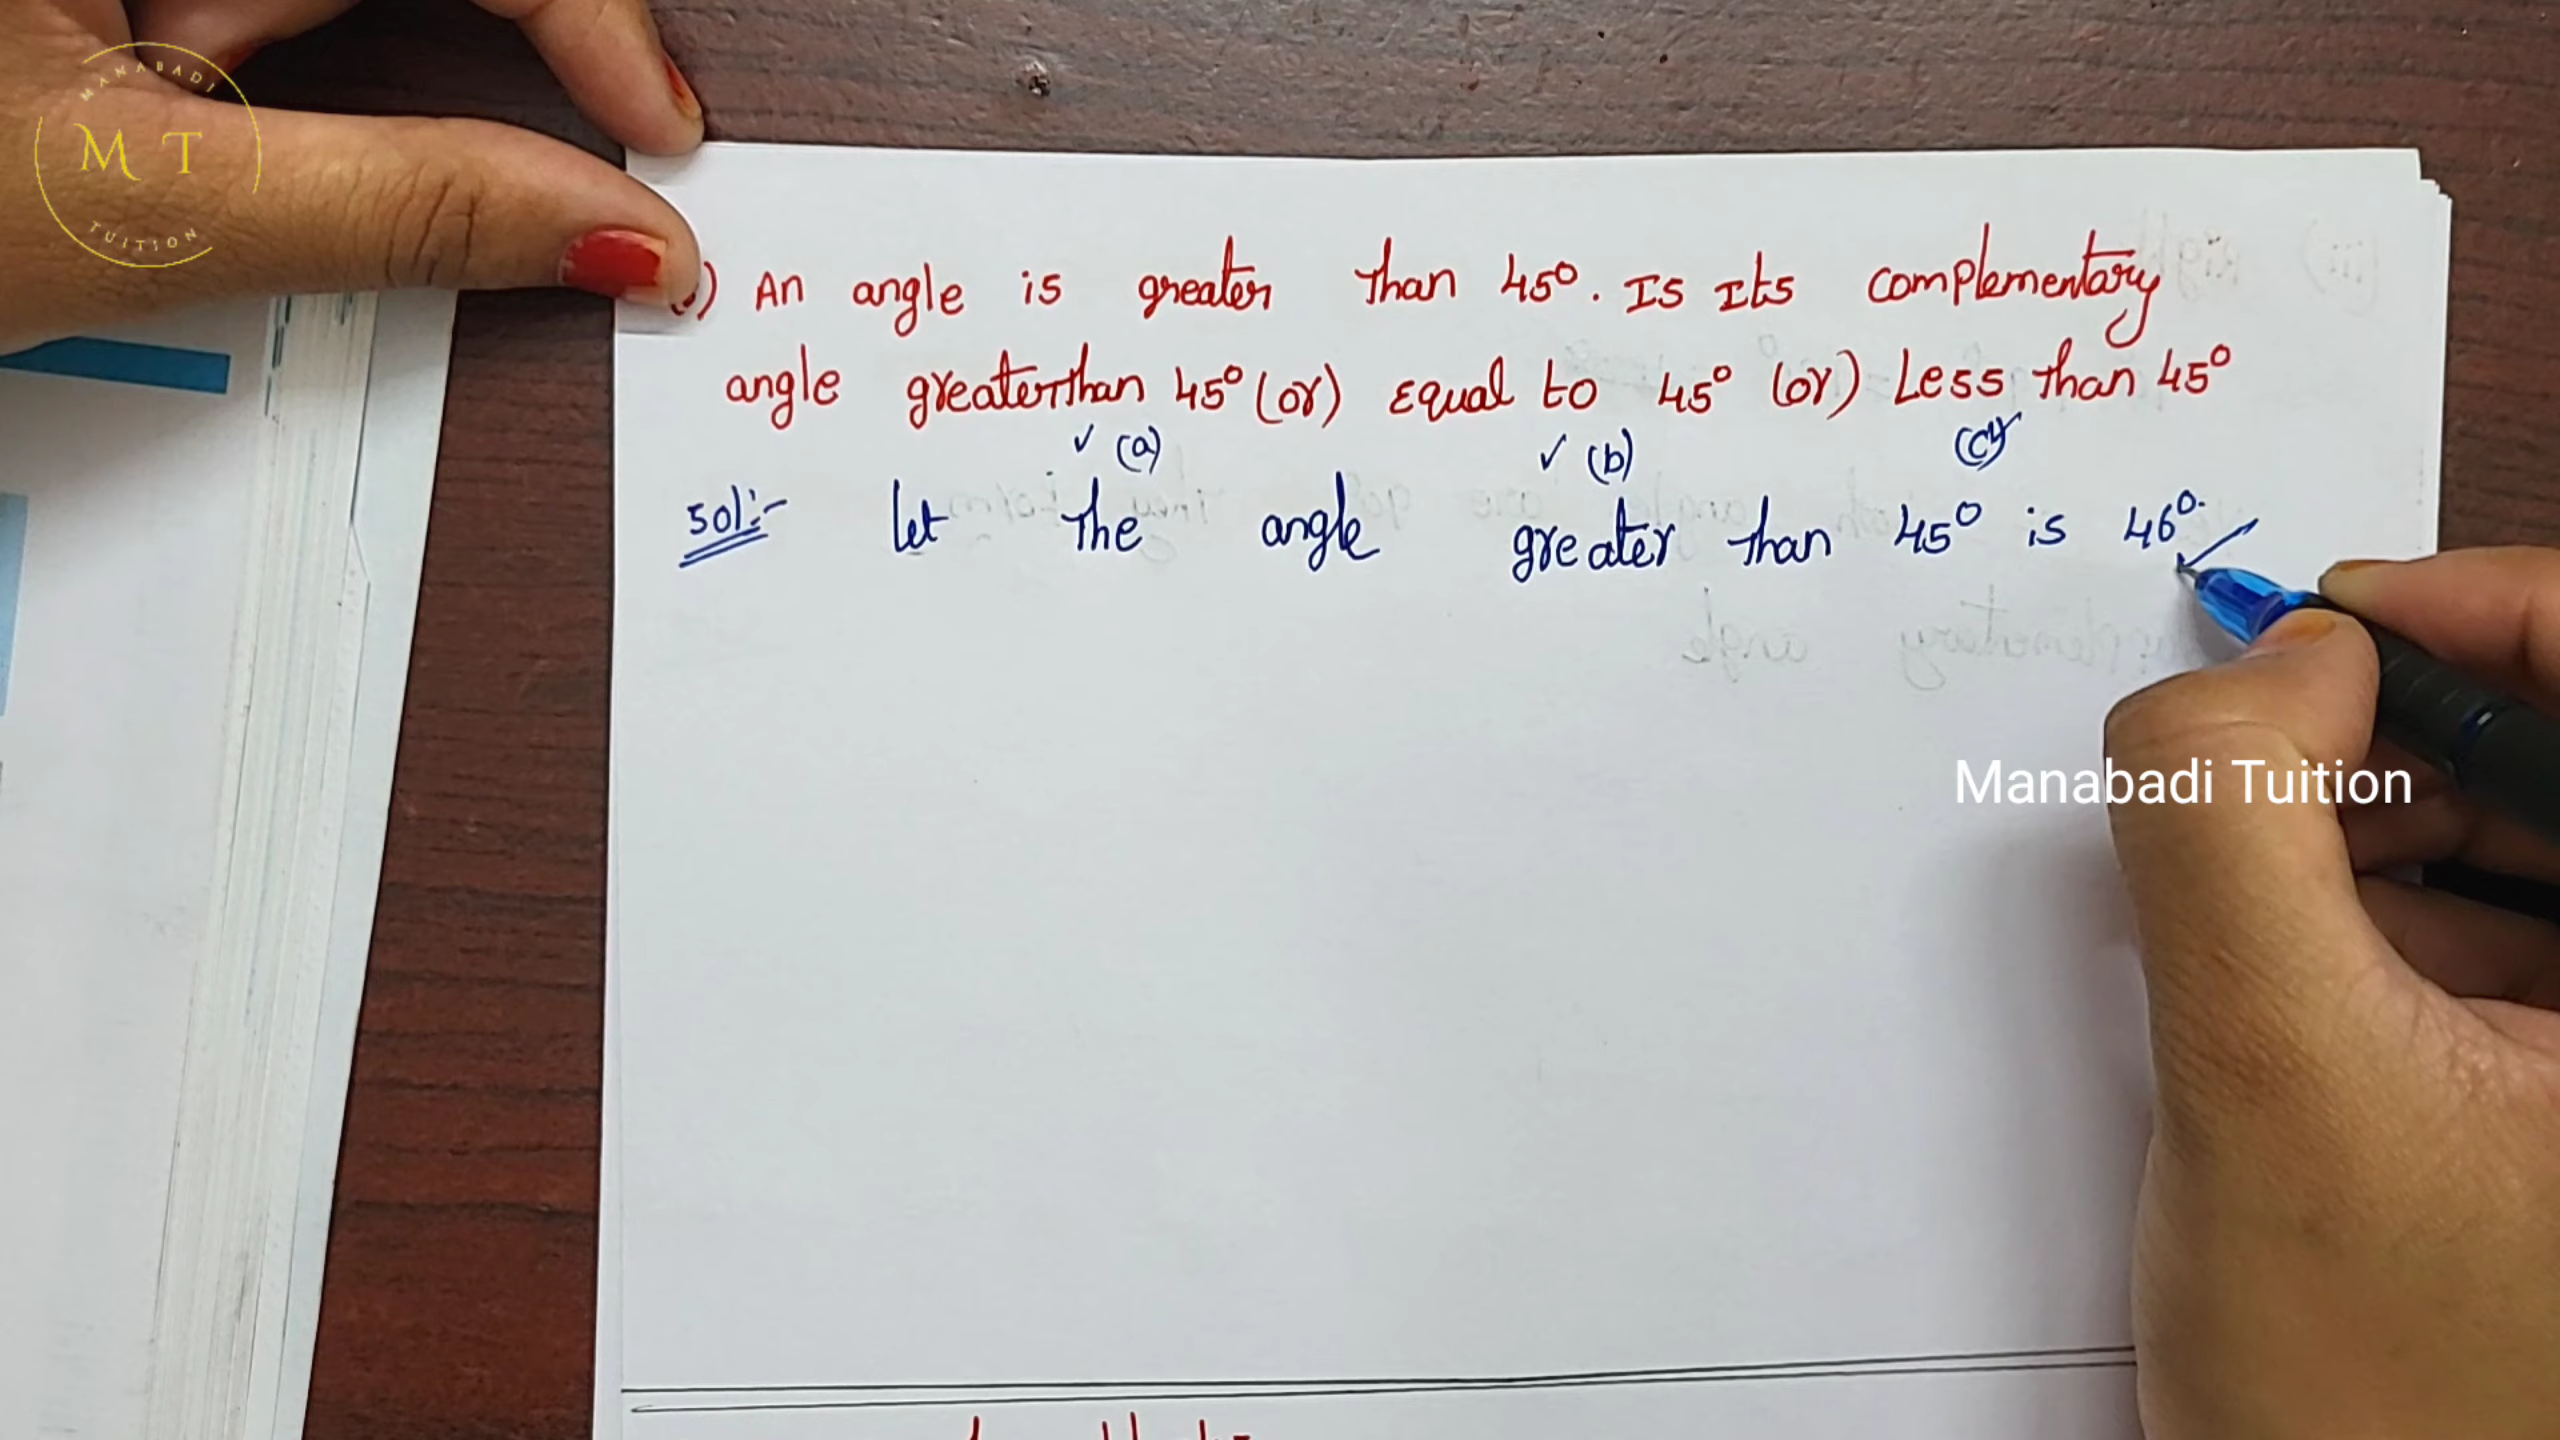 MANABADI
M T
TUITION
) An angle is greater than 45°. Is Its complementary
angle greaterthan 45° (or) Equal to 45° (or) Less than 45°
✓ (a) ✓ (b) (c)
Sol:- let the angle greater than 45° is 46°.
Manabadi Tuition